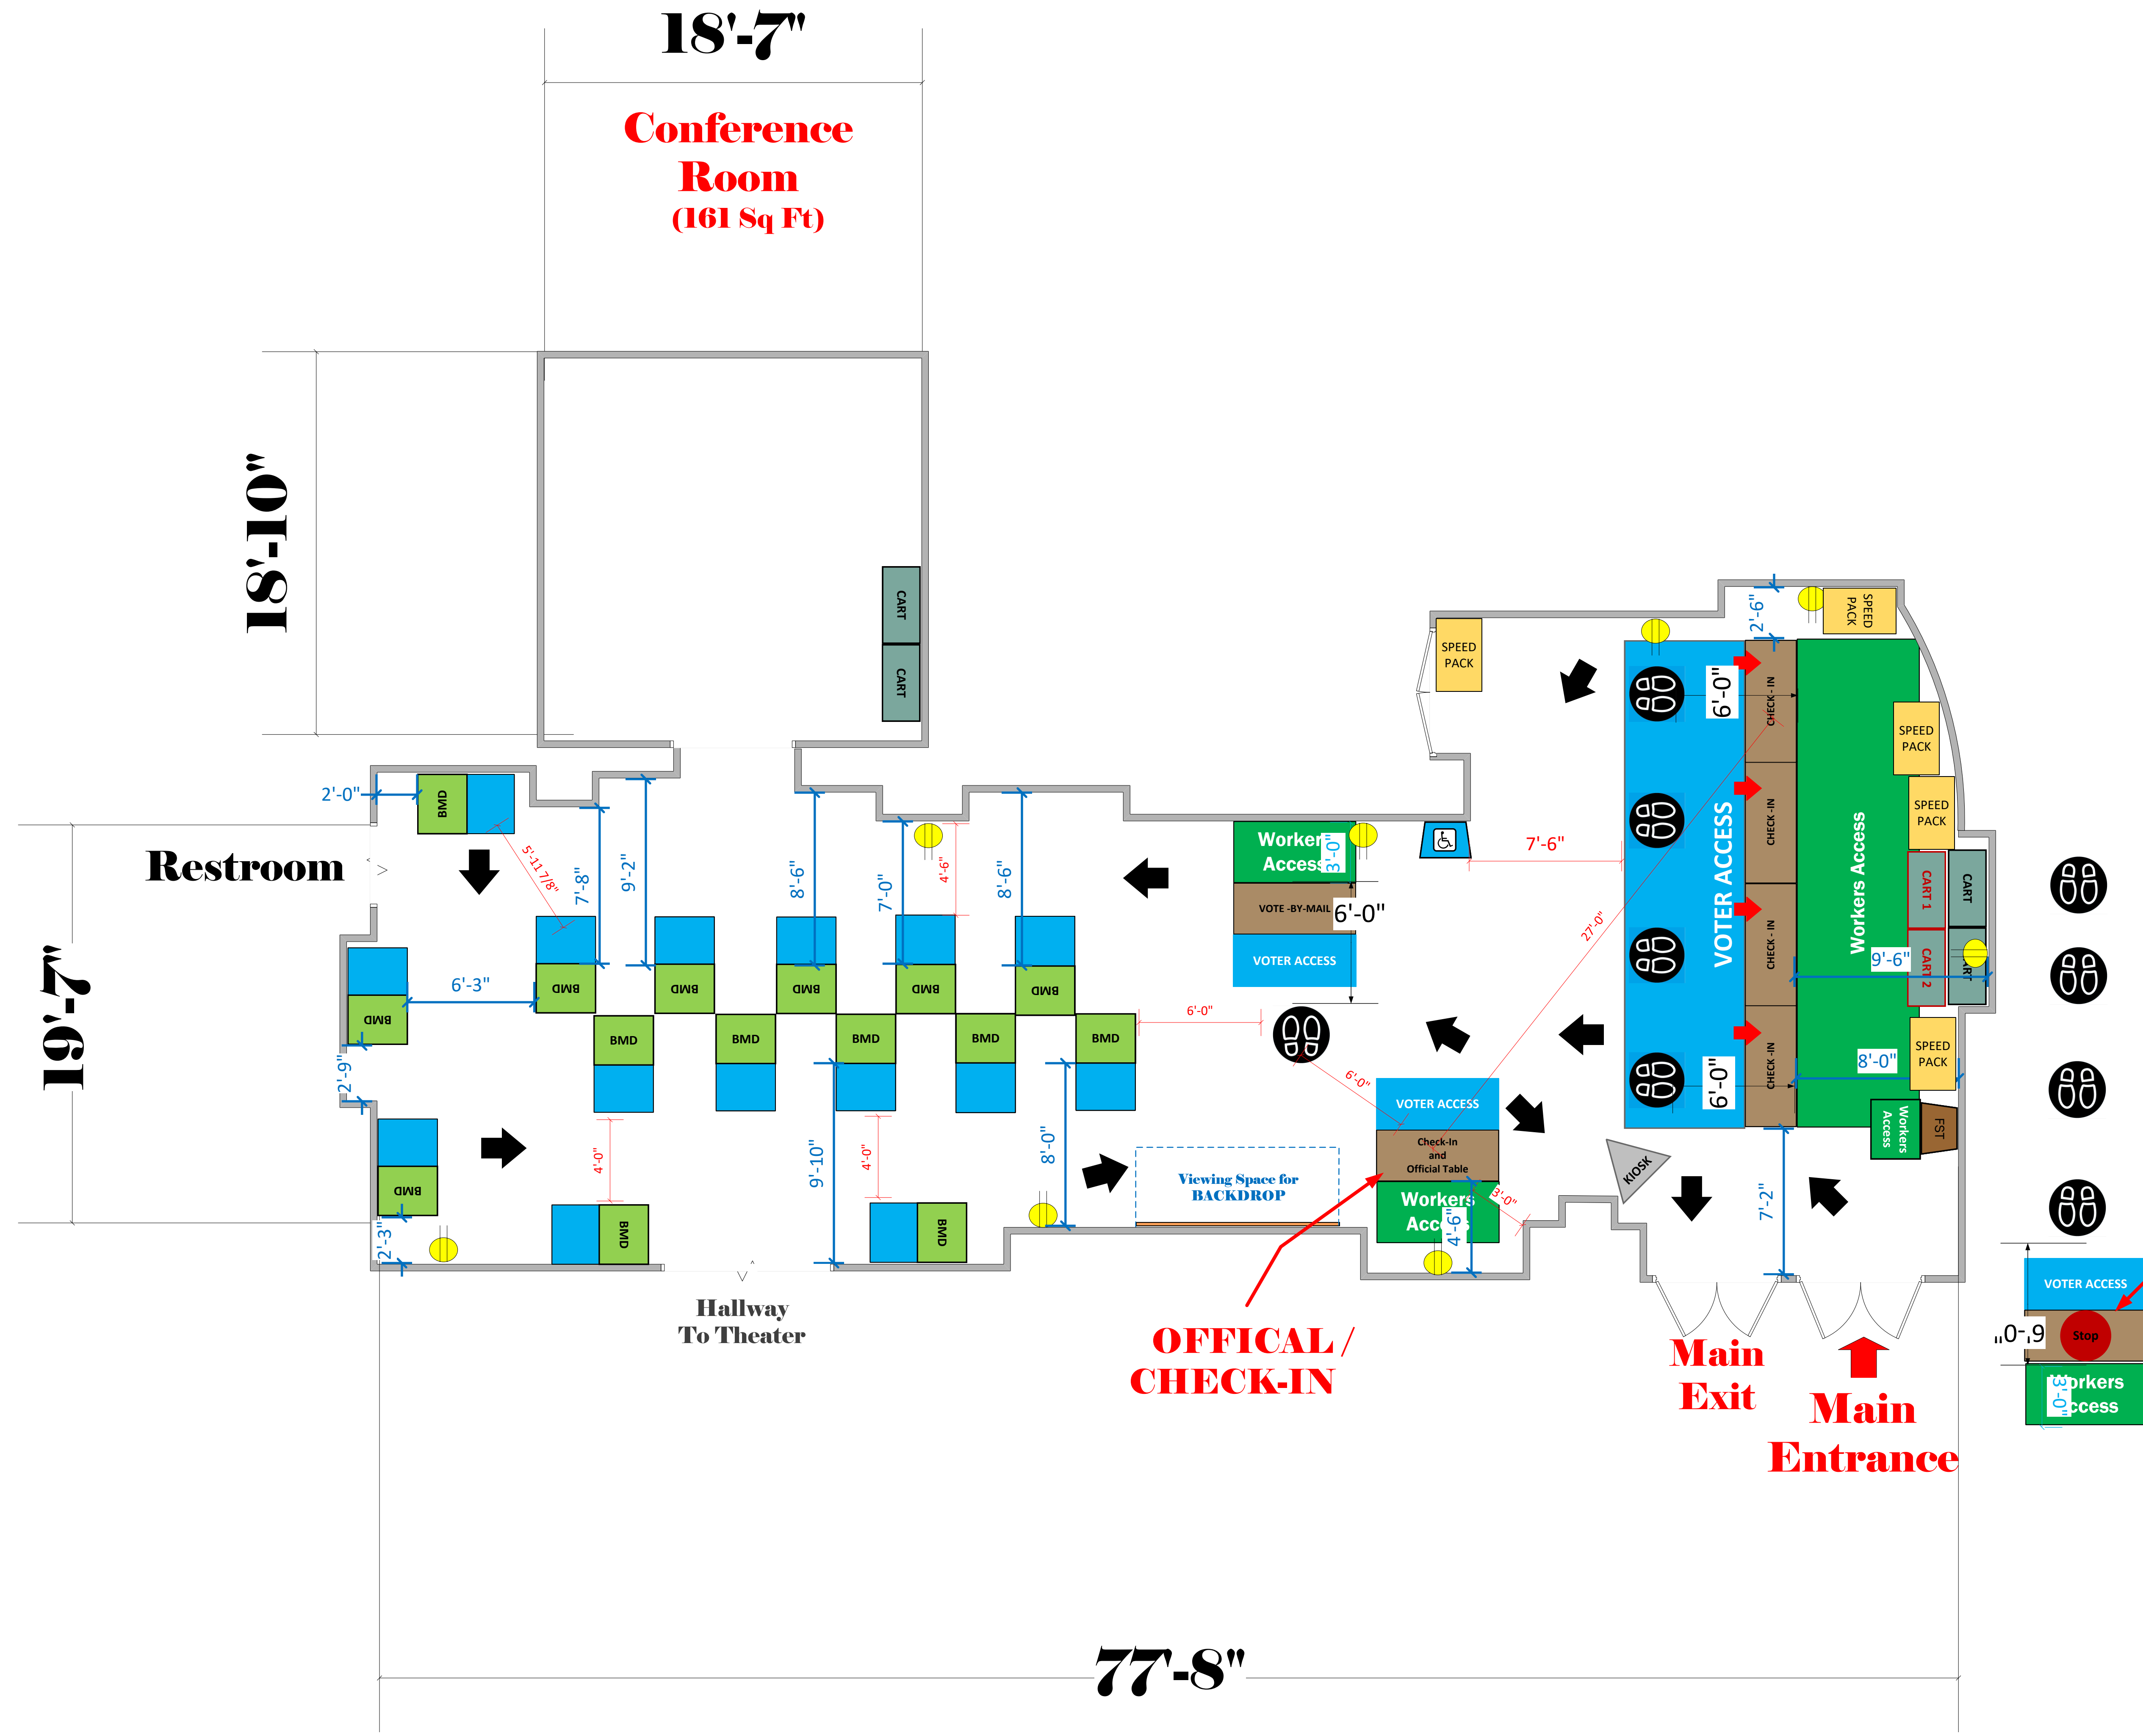 18'-7"
Conference
Room
(161 Sq Ft)
18'-10"
CART
CART
SPEED
PACK
SPEED
PACK
2'-6"
6'-0"
CHECK - IN
SPEED
PACK
SPEED
PACK
CHECK -IN
VOTER ACCESS
Workers Access
CHECK - IN
CHECK -IN
CART 1
CART
CART 2
9'-6"
8'-0"
SPEED
PACK
6'-0"
Workers
Access
FST
2'-0"
BMD
Restroom
5'-11 7/8"
7'-8"
9'-2"
8'-6"
7'-0"
4'-6"
8'-6"
Worker
Access
3'-0"
VOTE -BY-MAIL
6'-0"
VOTER ACCESS
7'-6"
27'-0"
19'-7"
6'-3"
BMD
BMD
BMD
BMD
BMD
BMD
BMD
BMD
BMD
BMD
BMD
6'-0"
6'-0"
2'-9"
BMD
2'-3"
4'-0"
BMD
9'-10"
4'-0"
BMD
8'-0"
Viewing Space for
BACKDROP
VOTER ACCESS
Check-In
and
Official Table
Workers
Acc
4'-6"
3'-0"
KIOSK
7'-2"
Hallway
To Theater
OFFICAL /
CHECK-IN
Main
Exit
Main
Entrance
VOTER ACCESS
6'-0"
Stop
orkers
ccess
3'-0"
77'-8"